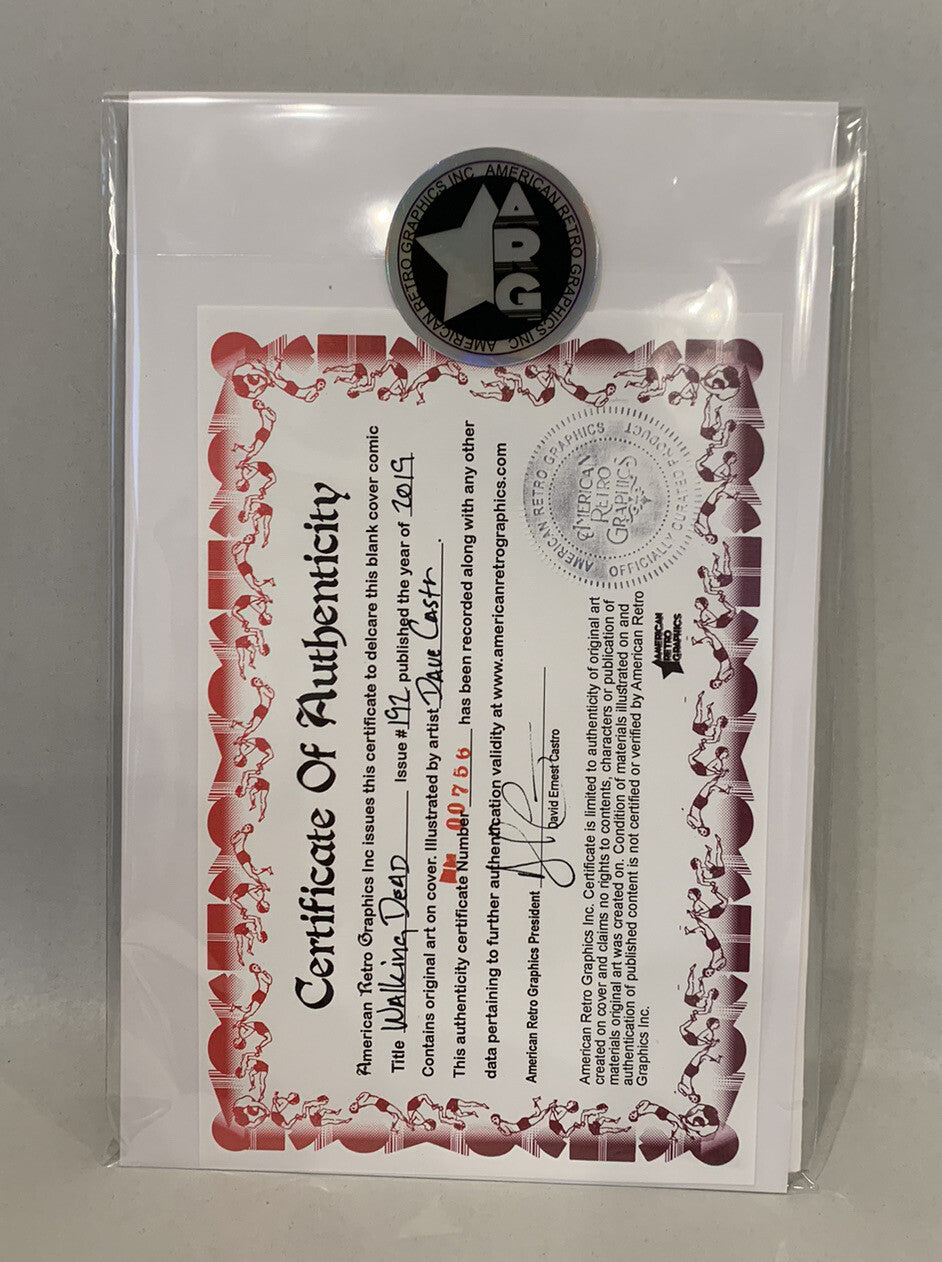 AMERICAN RETRO GRAPHICS INC. AMERICAN RETRO GRAPHICS INC.
ARG
Certificate Of Authenticity
American Retro Graphics Inc issues this certificate to delcare this blank cover comic
Title Walking Dead Issue # 192 published the year of 2019
Contains original art on cover. Illustrated by artist Dave Castr .
This authenticity certificate Number 00756 has been recorded along with any other
data pertaining to further authentication validity at www.americanretrographics.com
American Retro Graphics President
David Ernest Castro
American Retro Graphics Inc. Certificate is limited to authenticity of original art
created on cover and claims no rights to contents, characters or publication of
materials original art was created on. Condition of materials illustrated on and
authentication of published content is not certified or verified by American Retro
Graphics Inc.
AMERICAN
RETRO
GRAPHICS
AMERICAN RETRO GRAPHICS
OFFICIALLY CURATED PRODUCT
AMERICAN
RETRO
GRAPHICS